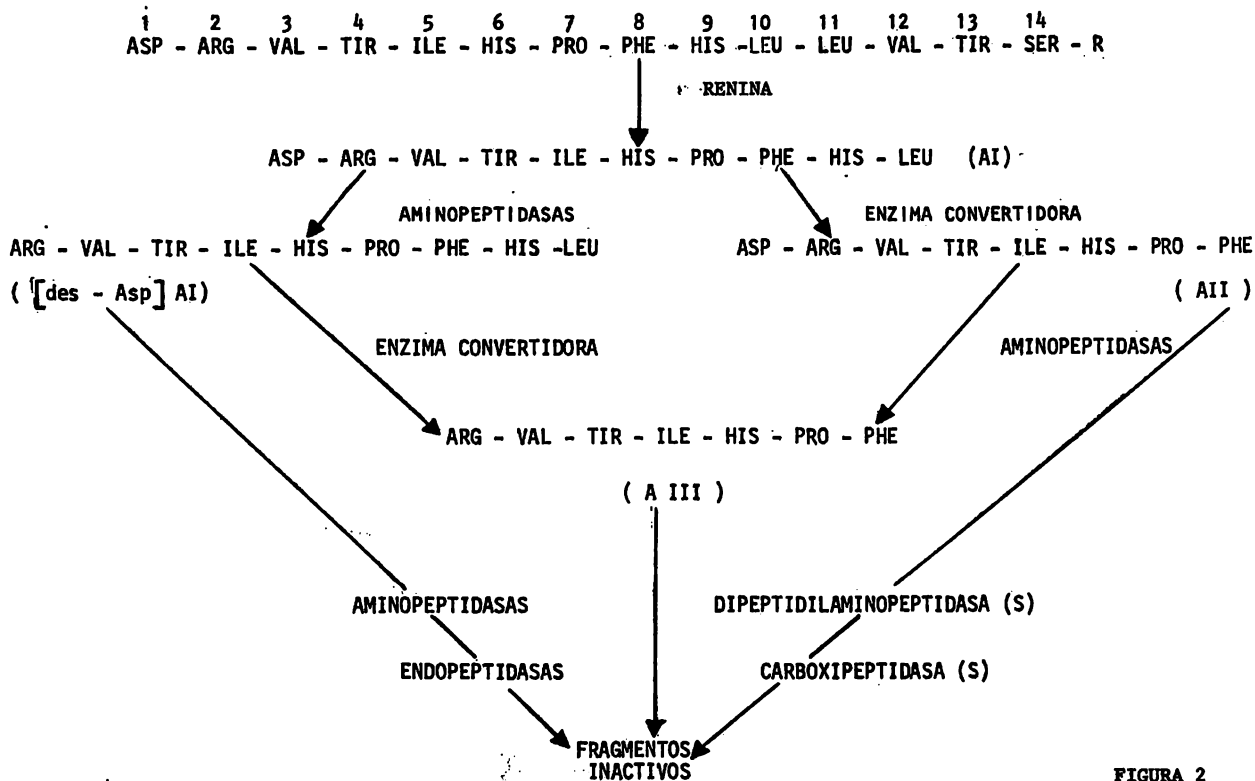 1 2 3 4 5 6 7 8 9 10 11 12 13 14
ASP - ARG - VAL - TIR - ILE - HIS - PRO - PHE - HIS -LEU - LEU - VAL - TIR - SER - R
RENINA
ASP - ARG - VAL - TIR - ILE - HIS - PRO - PHE - HIS - LEU (AI)
AMINOPEPTIDASAS ENZIMA CONVERTIDORA
ARG - VAL - TIR - ILE - HIS - PRO - PHE - HIS -LEU ASP - ARG - VAL - TIR - ILE - HIS - PRO - PHE
( [des - Asp] AI) ( AII )
ENZIMA CONVERTIDORA AMINOPEPTIDASAS
ARG - VAL - TIR - ILE - HIS - PRO - PHE
( A III )
AMINOPEPTIDASAS DIPEPTIDILAMINOPEPTIDASA (S)
ENDOPEPTIDASAS CARBOXIPEPTIDASA (S)
FRAGMENTOS
INACTIVOS
FIGURA 2